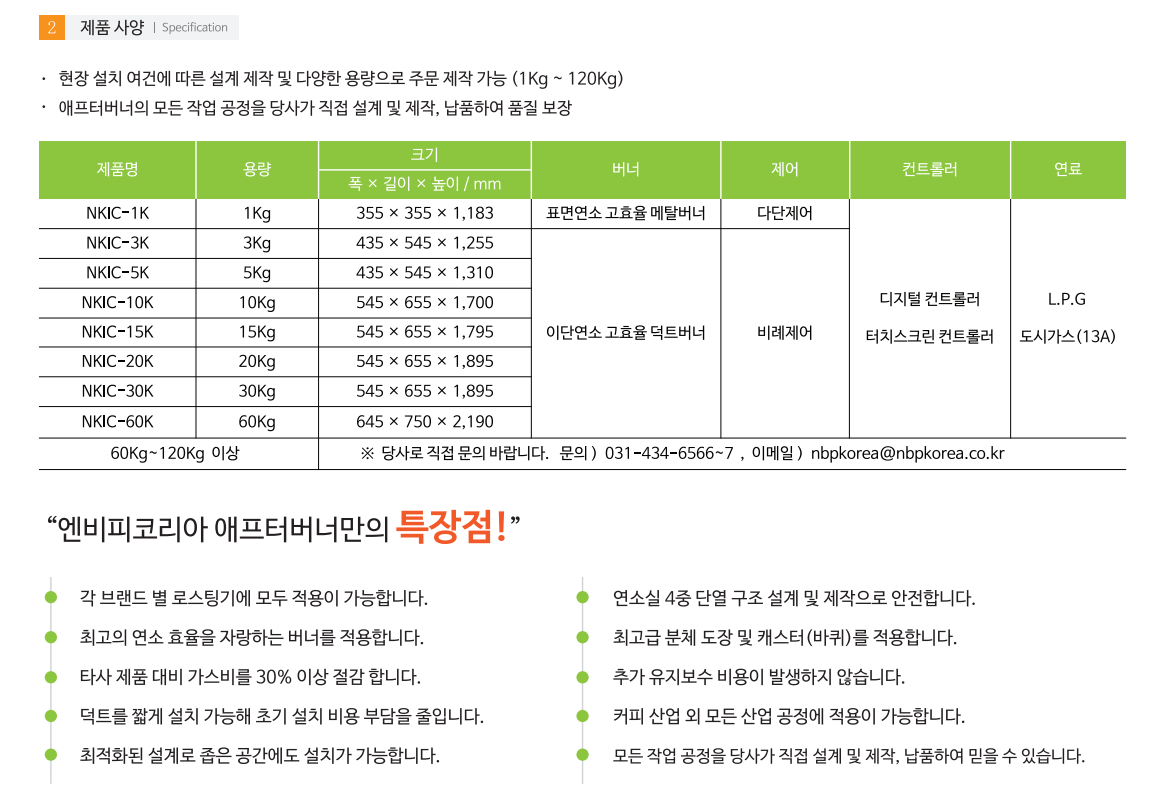 2 제품 사양 | Specification
· 현장 설치 여건에 따른 설계 제작 및 다양한 용량으로 주문 제작 가능 (1Kg ~ 120Kg)
· 애프터버너의 모든 작업 공정을 당사가 직접 설계 및 제작, 납품하여 품질 보장
제품명 용량 크기 버너 제어 컨트롤러 연료
폭 × 길이 × 높이 / mm
NKIC-1K 1Kg 355 × 355 × 1,183 표면연소 고효율 메탈버너 다단제어
NKIC-3K 3Kg 435 × 545 × 1,255
NKIC-5K 5Kg 435 × 545 × 1,310
NKIC-10K 10Kg 545 × 655 × 1,700 디지털 컨트롤러 L.P.G
NKIC-15K 15Kg 545 × 655 × 1,795 이단연소 고효율 덕트버너 비례제어 터치스크린 컨트롤러 도시가스(13A)
NKIC-20K 20Kg 545 × 655 × 1,895
NKIC-30K 30Kg 545 × 655 × 1,895
NKIC-60K 60Kg 645 × 750 × 2,190
60Kg~120Kg 이상 ※ 당사로 직접 문의 바랍니다. 문의 ) 031-434-6566~7 , 이메일 ) nbpkorea@nbpkorea.co.kr
“엔비피코리아 애프터버너만의 특장점!”
각 브랜드 별 로스팅기에 모두 적용이 가능합니다.
최고의 연소 효율을 자랑하는 버너를 적용합니다.
타사 제품 대비 가스비를 30% 이상 절감 합니다.
덕트를 짧게 설치 가능해 초기 설치 비용 부담을 줄입니다.
최적화된 설계로 좁은 공간에도 설치가 가능합니다.
연소실 4중 단열 구조 설계 및 제작으로 안전합니다.
최고급 분체 도장 및 캐스터(바퀴)를 적용합니다.
추가 유지보수 비용이 발생하지 않습니다.
커피 산업 외 모든 산업 공정에 적용이 가능합니다.
모든 작업 공정을 당사가 직접 설계 및 제작, 납품하여 믿을 수 있습니다.